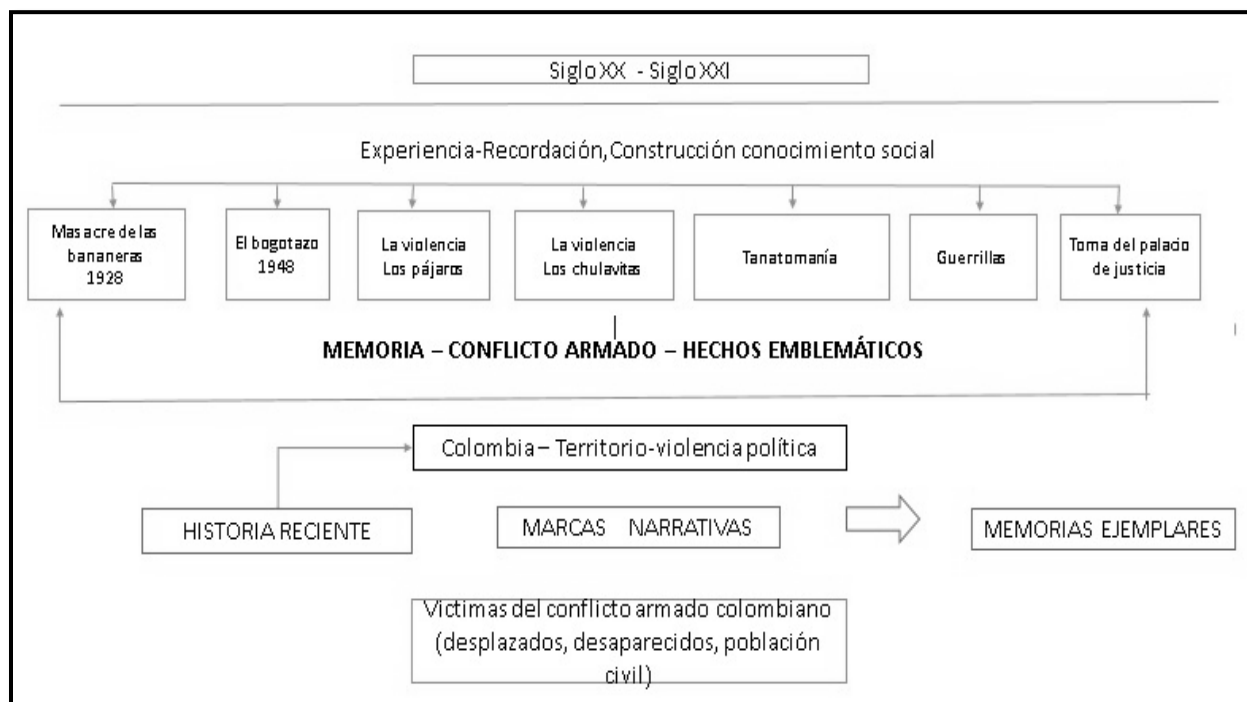 Siglo XX - Siglo XXI
Experiencia-Recordación, Construcción conocimiento social
Masacre de las
bananeras
1928
El bogotazo
1948
La violencia
Los pájaros
La violencia
Los chulavitas
Tanatomanía
Guerrillas
Toma del palacio
de justicia
MEMORIA – CONFLICTO ARMADO – HECHOS EMBLEMÁTICOS
Colombia – Territorio-violencia política
HISTORIA RECIENTE
MARCAS NARRATIVAS
MEMORIAS EJEMPLARES
Victimas del conflicto armado colombiano
(desplazados, desaparecidos, población
civil)